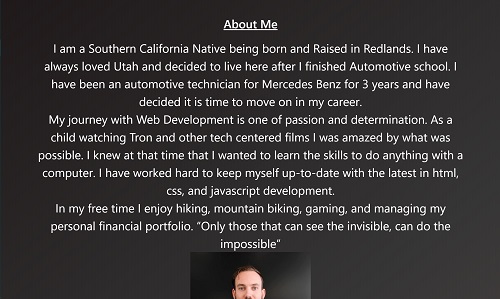 About Me
I am a Southern California Native being born and Raised in Redlands. I have
always loved Utah and decided to live here after I finished Automotive school. I
have been an automotive technician for Mercedes Benz for 3 years and have
decided it is time to move on in my career.
My journey with Web Development is one of passion and determination. As a
child watching Tron and other tech centered films I was amazed by what was
possible. I knew at that time that I wanted to learn the skills to do anything with a
computer. I have worked hard to keep myself up-to-date with the latest in html,
css, and javascript development.
In my free time I enjoy hiking, mountain biking, gaming, and managing my
personal financial portfolio. “Only those that can see the invisible, can do the
impossible”